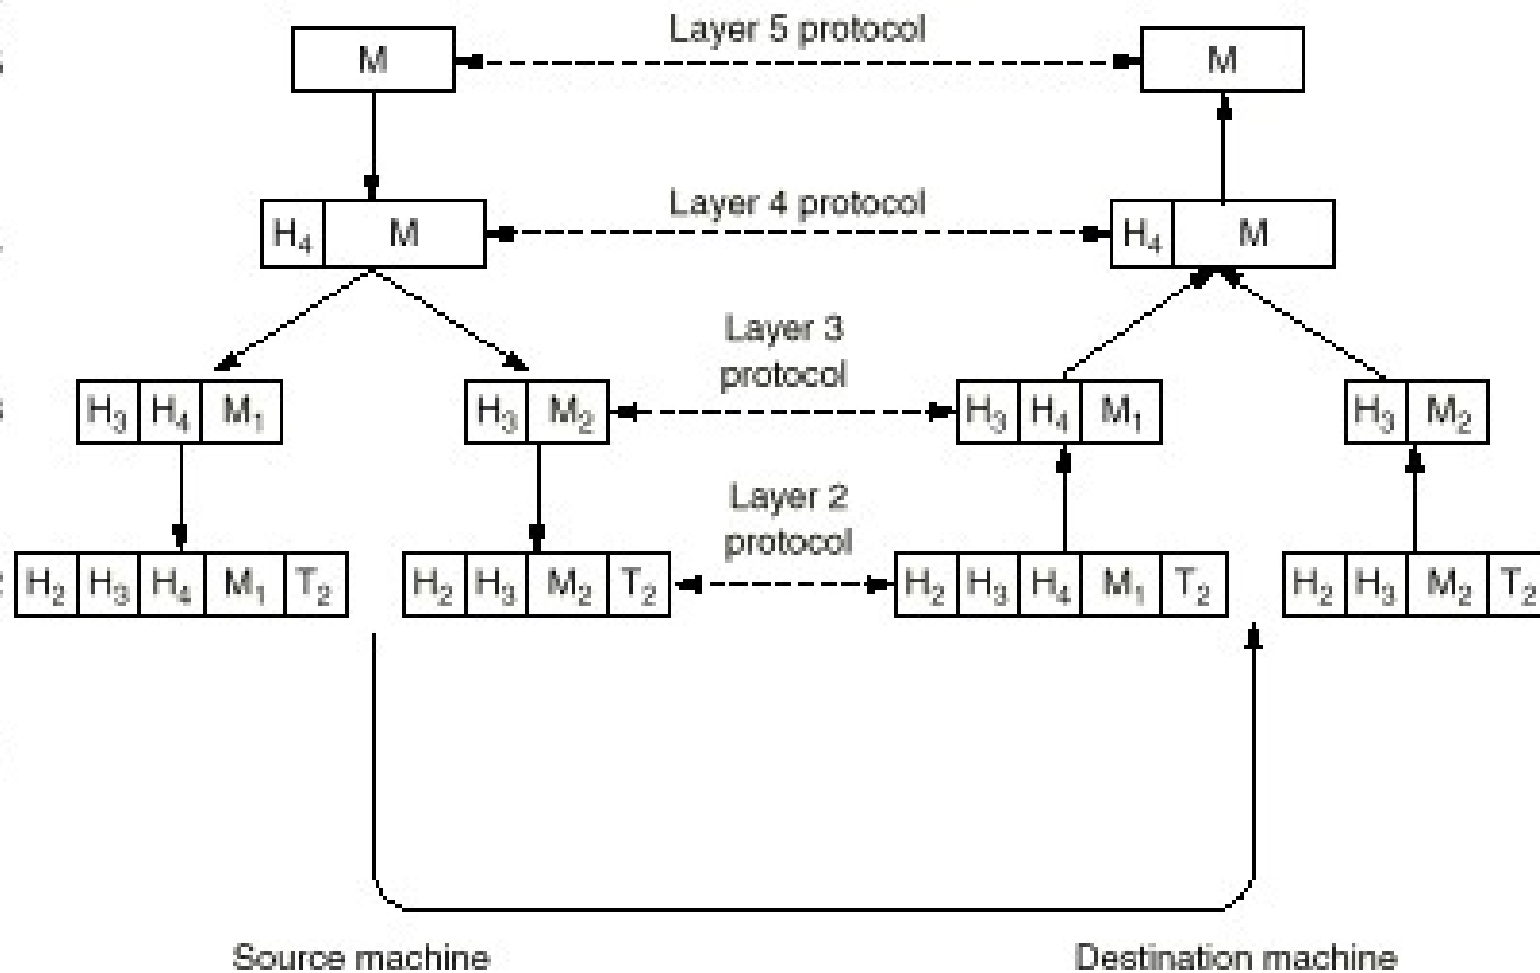 Layer 5 protocol
M M
Layer 4 protocol
H4 M H4 M
Layer 3
protocol
H3 H4 M1 H3 M2 H3 H4 M1 H3 M2
Layer 2
protocol
H2 H3 H4 M1 T2 H2 H3 M2 T2 H2 H3 H4 M1 T2 H2 H3 M2 T2
Source machine Destination machine